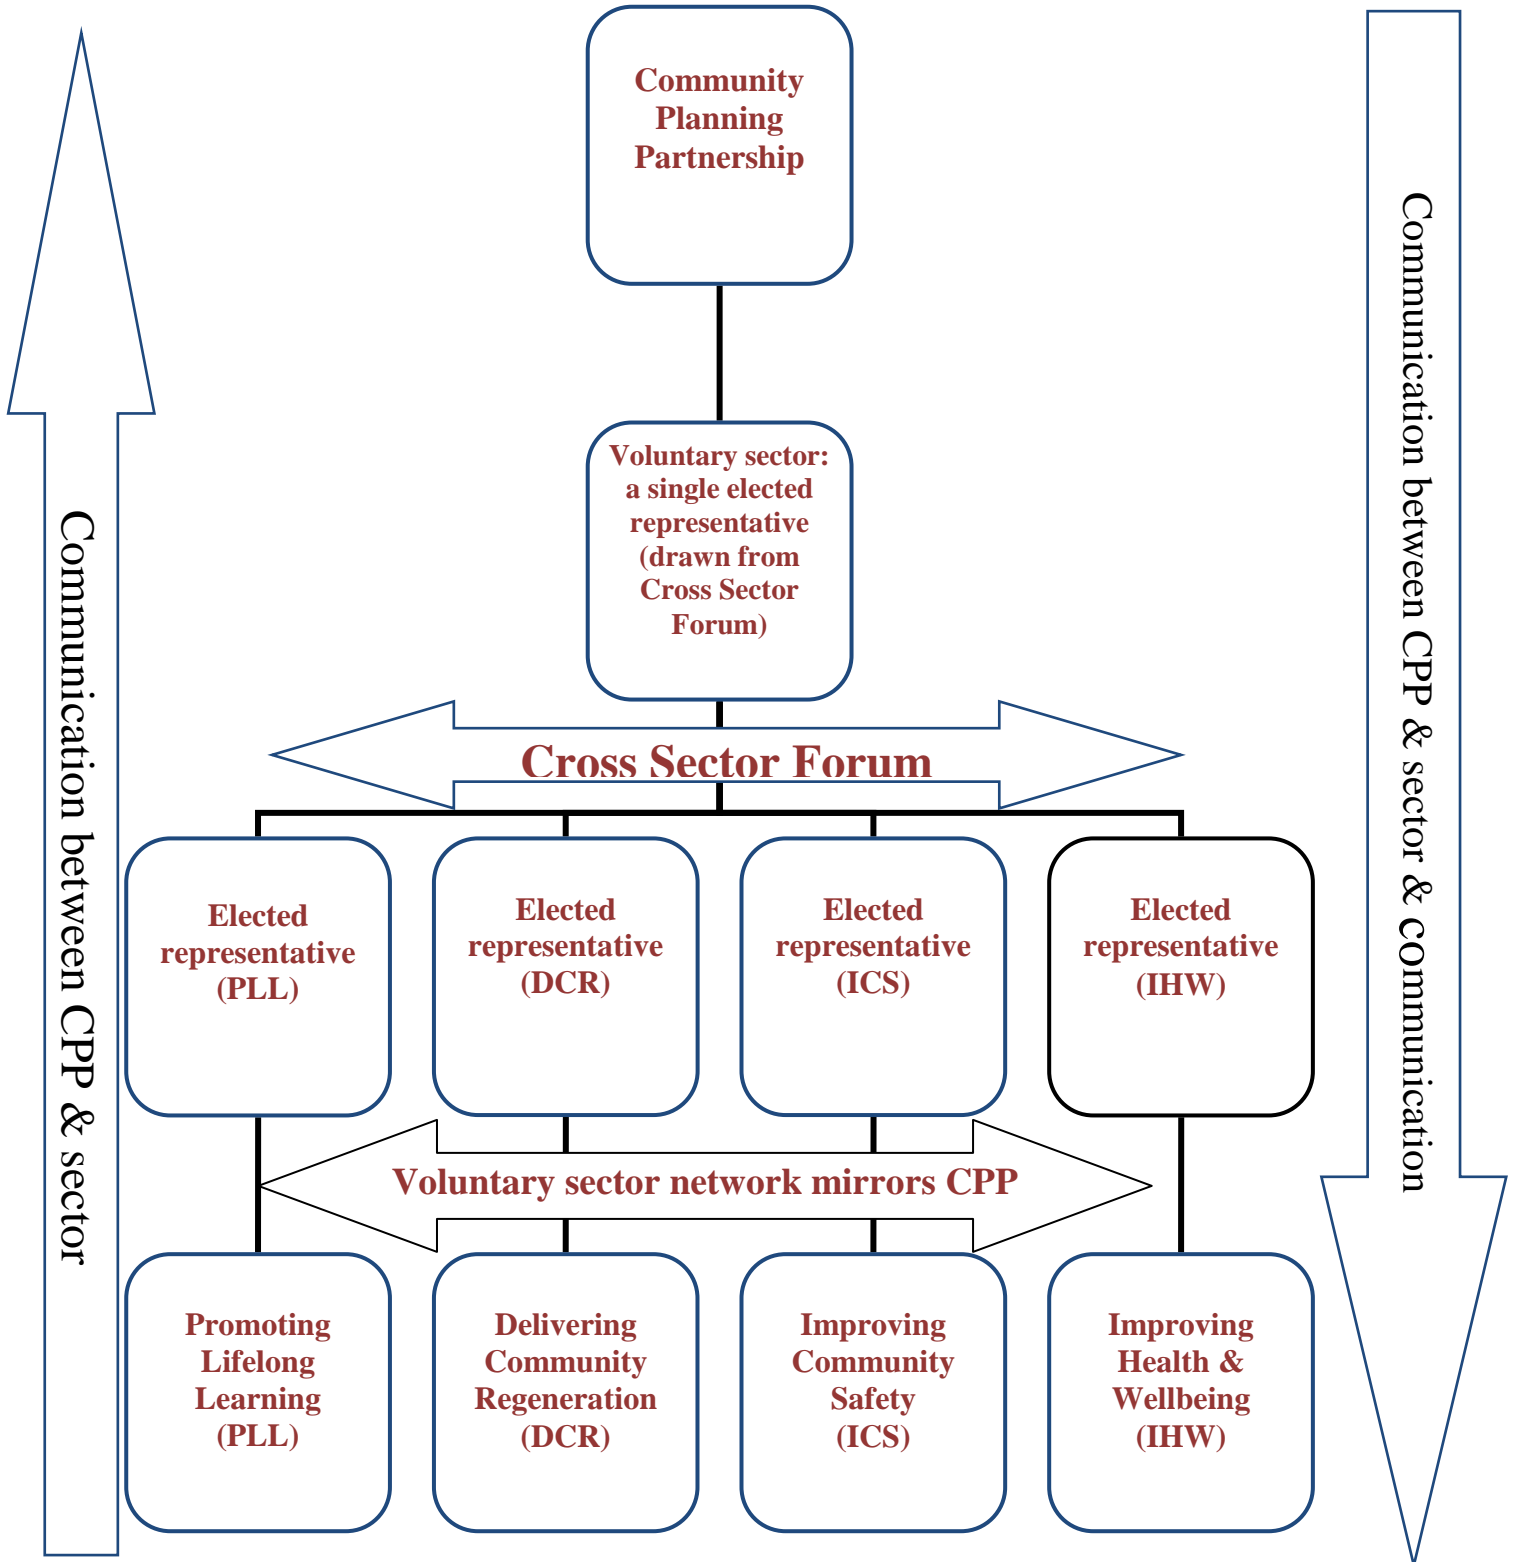 Community
Planning
Partnership
Voluntary sector:
a single elected
representative
(drawn from
Cross Sector
Forum)
Cross Sector Forum
Elected
representative
(PLL)
Elected
representative
(DCR)
Elected
representative
(ICS)
Elected
representative
(IHW)
Voluntary sector network mirrors CPP
Promoting
Lifelong
Learning
(PLL)
Delivering
Community
Regeneration
(DCR)
Improving
Community
Safety
(ICS)
Improving
Health &
Wellbeing
(IHW)
Communication between CPP & sector
Communication between CPP & sector & communication